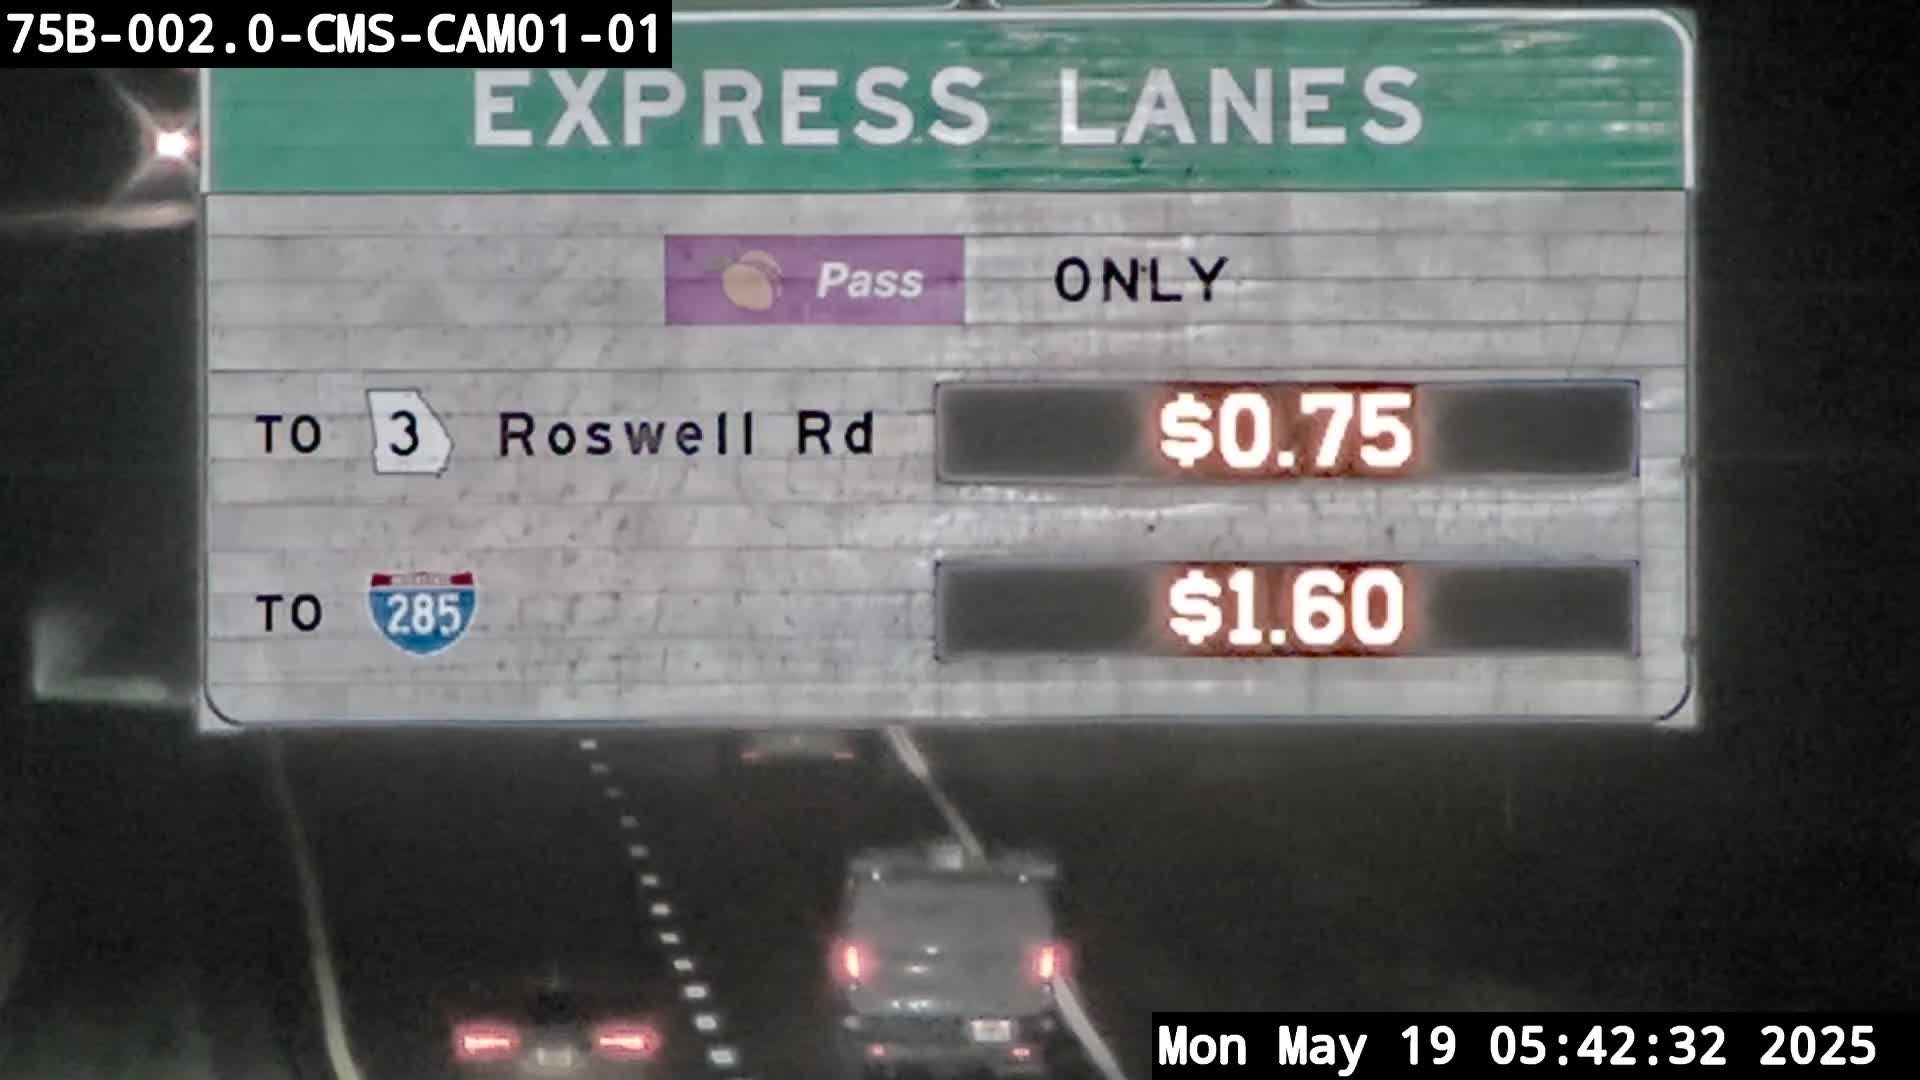 75B-002.0-CMS-CAM01-01
EXPRESS LANES
Pass ONLY
TO 3 Roswell Rd $0.75
TO 285 $1.60
Mon May 19 05:42:32 2025